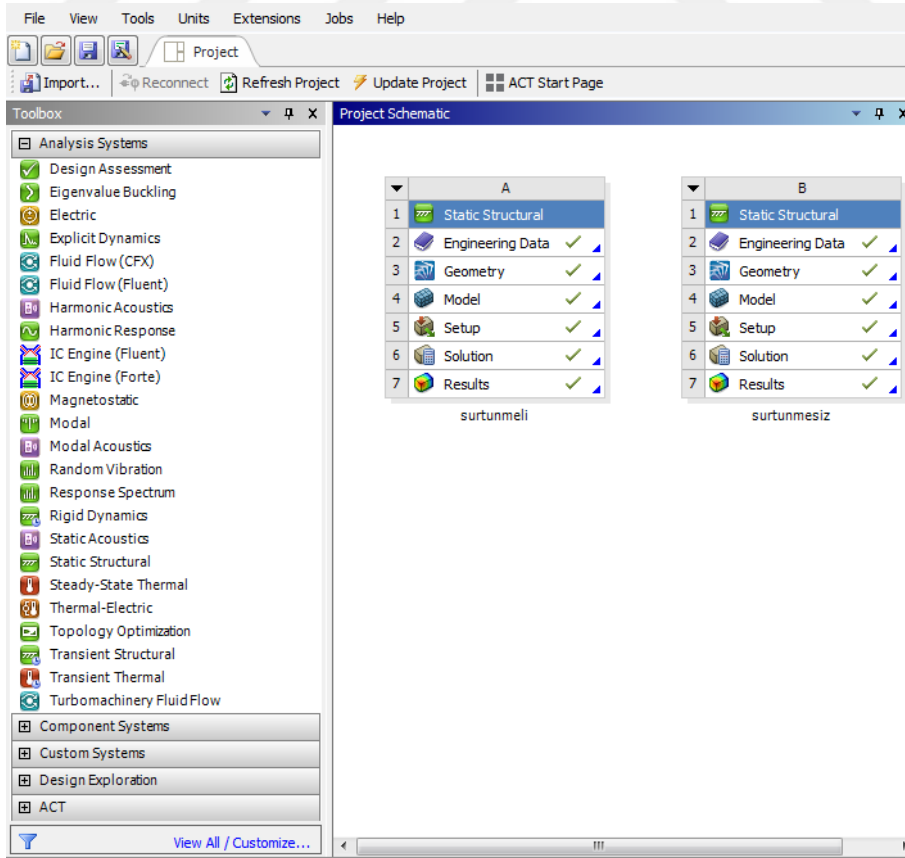 File View Tools Units Extensions Jobs Help
Project
Import... Reconnect Refresh Project Update Project ACT Start Page
Toolbox
Analysis Systems
Design Assessment
Eigenvalue Buckling
Electric
Explicit Dynamics
Fluid Flow (CFX)
Fluid Flow (Fluent)
Harmonic Acoustics
Harmonic Response
IC Engine (Fluent)
IC Engine (Forte)
Magnetostatic
Modal
Modal Acoustics
Random Vibration
Response Spectrum
Rigid Dynamics
Static Acoustics
Static Structural
Steady-State Thermal
Thermal-Electric
Topology Optimization
Transient Structural
Transient Thermal
Turbomachinery Fluid Flow
Component Systems
Custom Systems
Design Exploration
ACT
View All / Customize...
Project Schematic
A
1 Static Structural
2 Engineering Data
3 Geometry
4 Model
5 Setup
6 Solution
7 Results
surtunmeli
B
1 Static Structural
2 Engineering Data
3 Geometry
4 Model
5 Setup
6 Solution
7 Results
surtunmesiz